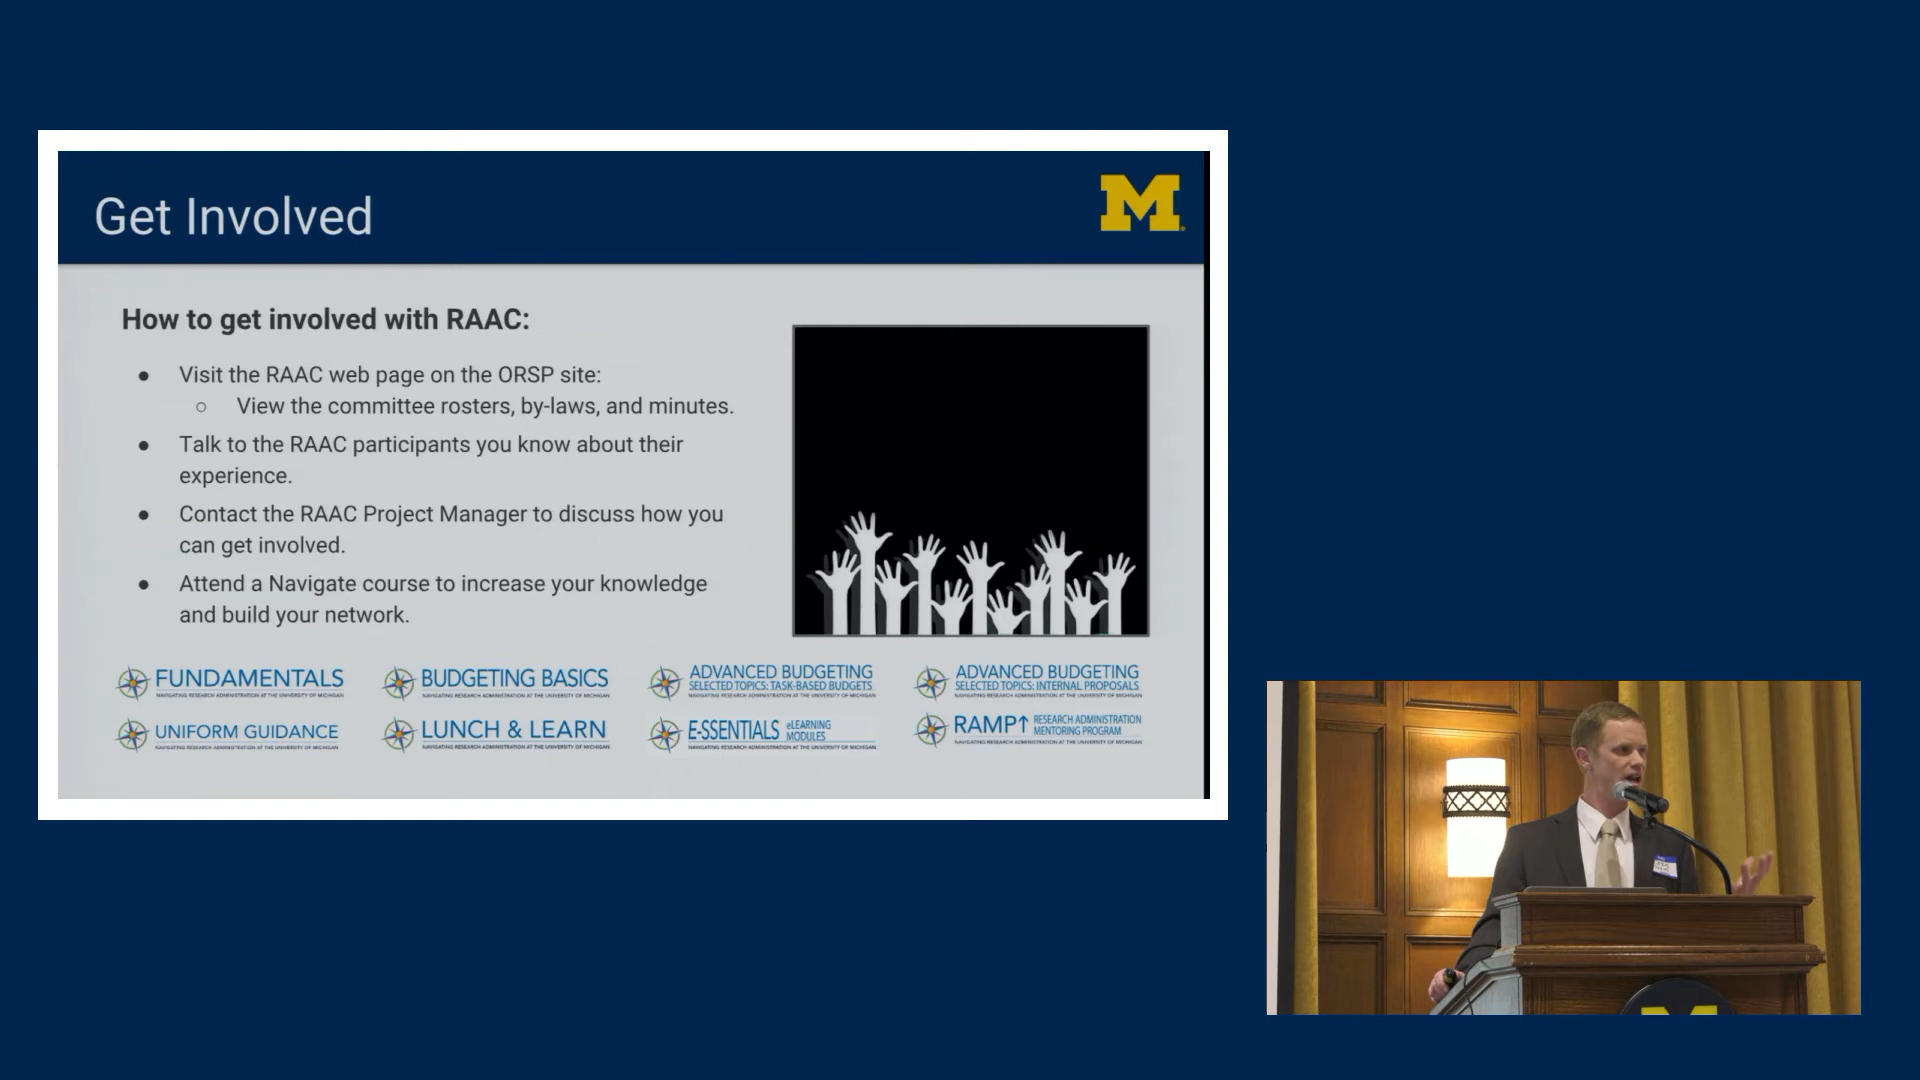 Get Involved
M
How to get involved with RAAC:
● Visit the RAAC web page on the ORSP site:
○ View the committee rosters, by-laws, and minutes.
● Talk to the RAAC participants you know about their
experience.
● Contact the RAAC Project Manager to discuss how you
can get involved.
● Attend a Navigate course to increase your knowledge
and build your network.
FUNDAMENTALS
NAVIGATING RESEARCH ADMINISTRATION AT THE UNIVERSITY OF MICHIGAN
BUDGETING BASICS
NAVIGATING RESEARCH ADMINISTRATION AT THE UNIVERSITY OF MICHIGAN
ADVANCED BUDGETING
SELECTED TOPICS: TASK-BASED BUDGETS
NAVIGATING RESEARCH ADMINISTRATION AT THE UNIVERSITY OF MICHIGAN
ADVANCED BUDGETING
SELECTED TOPICS: INTERNAL PROPOSALS
NAVIGATING RESEARCH ADMINISTRATION AT THE UNIVERSITY OF MICHIGAN
UNIFORM GUIDANCE
NAVIGATING RESEARCH ADMINISTRATION AT THE UNIVERSITY OF MICHIGAN
LUNCH & LEARN
NAVIGATING RESEARCH ADMINISTRATION AT THE UNIVERSITY OF MICHIGAN
E-SSENTIALS eLEARNING
MODULES
NAVIGATING RESEARCH ADMINISTRATION AT THE UNIVERSITY OF MICHIGAN
RAMP↑ RESEARCH ADMINISTRATION
MENTORING PROGRAM
NAVIGATING RESEARCH ADMINISTRATION AT THE UNIVERSITY OF MICHIGAN
M